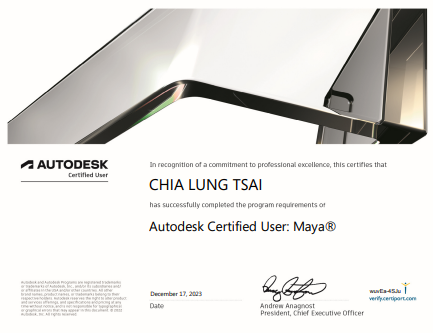 AUTODESK
Certified User
In recognition of a commitment to professional excellence, this certifies that
CHIA LUNG TSAI
has successfully completed the program requirements of
Autodesk Certified User: Maya®
December 17, 2023
Date
Andrew Anagnost
President, Chief Executive Officer
wuvEa-4SJu
verify.certiport.com